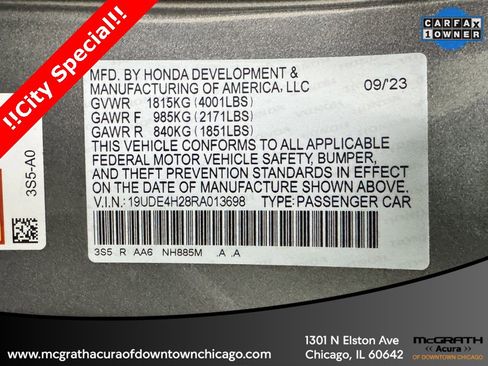 !!City Special!!
CARFAX
1 OWNER
MFD. BY HONDA DEVELOPMENT &
MANUFACTURING OF AMERICA, LLC
09/'23
GVWR 1815KG (4001LBS)
GAWR F 985KG (2171LBS)
GAWR R 840KG (1851LBS)
THIS VEHICLE CONFORMS TO ALL APPLICABLE
FEDERAL MOTOR VEHICLE SAFETY, BUMPER,
AND THEFT PREVENTION STANDARDS IN EFFECT
ON THE DATE OF MANUFACTURE SHOWN ABOVE.
V.I.N: 19UDE4H28RA013698 TYPE: PASSENGER CAR
3S5 R AA6 NH885M .A .A
3S5-A0
www.mcgrathacuraofdowntownchicago.com
1301 N Elston Ave
Chicago, IL 60642
McGRATH
Acura
OF DOWNTOWN CHICAGO